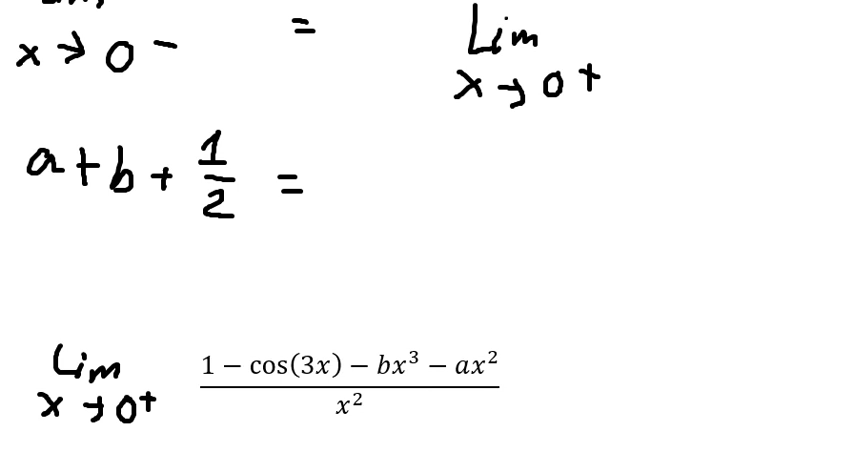 x → 0 - = Lim
x → 0 +
a + b + 1/2 =
Lim x → 0+ (1 − cos(3x) − bx³ − ax²)/x²